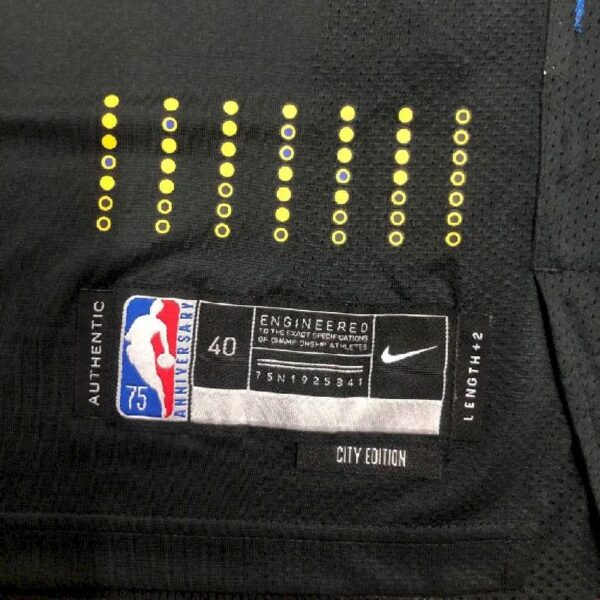 AUTHENTIC
75
ANNIVERSARY
40
ENGINEERED
TO THE EXACT SPECIFICATIONS
OF CHAMPIONSHIP ATHLETES
75N1925841
LENGTH+2
CITY EDITION